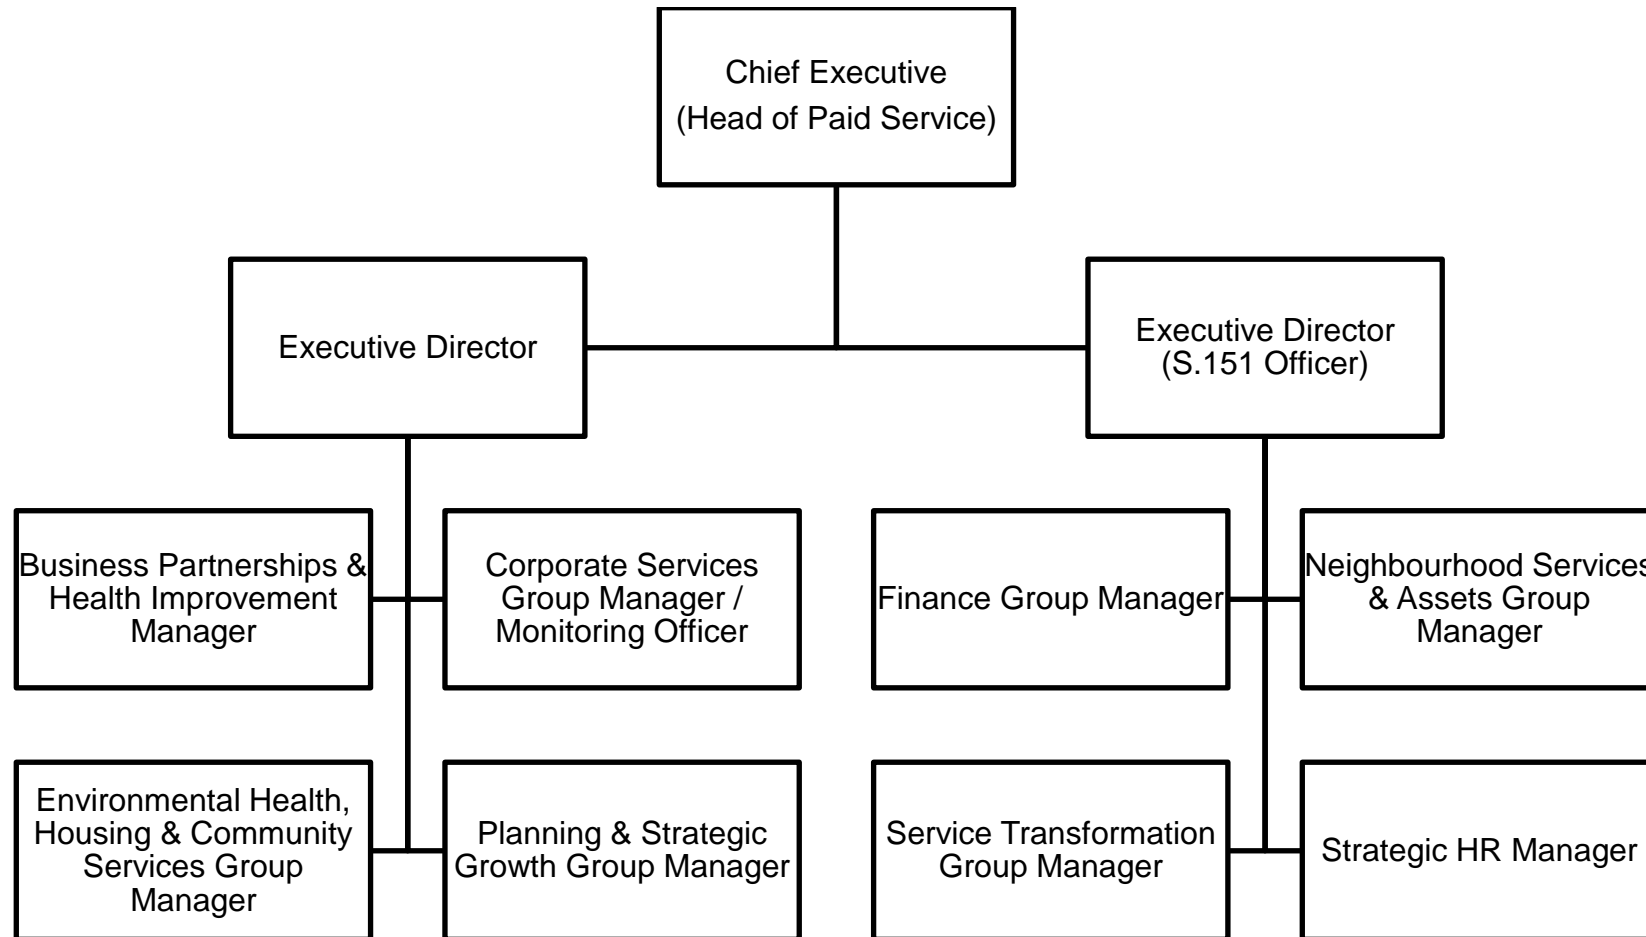 Chief Executive
(Head of Paid Service)
Executive Director
Executive Director
(S.151 Officer)
Business Partnerships &
Health Improvement
Manager
Corporate Services
Group Manager /
Monitoring Officer
Finance Group Manager
Neighbourhood Services
& Assets Group
Manager
Environmental Health,
Housing & Community
Services Group
Manager
Planning & Strategic
Growth Group Manager
Service Transformation
Group Manager
Strategic HR Manager